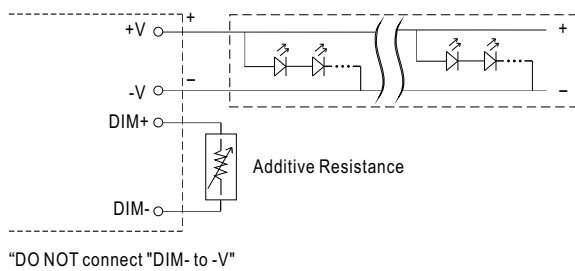 +V
+
+
-V
−
−
DIM+
Additive Resistance
DIM-
“DO NOT connect "DIM- to -V"